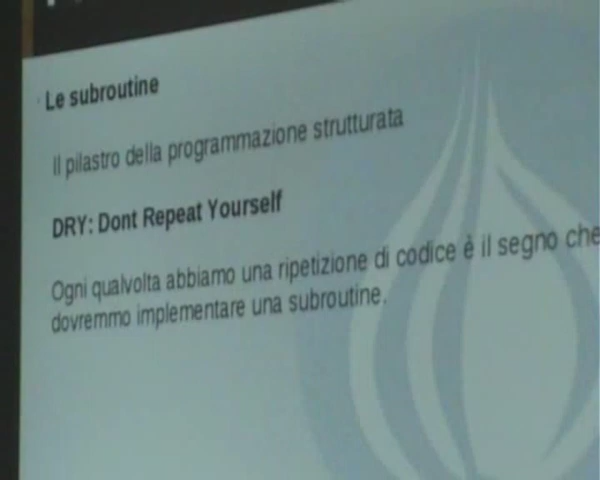 Le subroutine
Il pilastro della programmazione strutturata
DRY: Dont Repeat Yourself
Ogni qualvolta abbiamo una ripetizione di codice è il segno che
dovremmo implementare una subroutine.